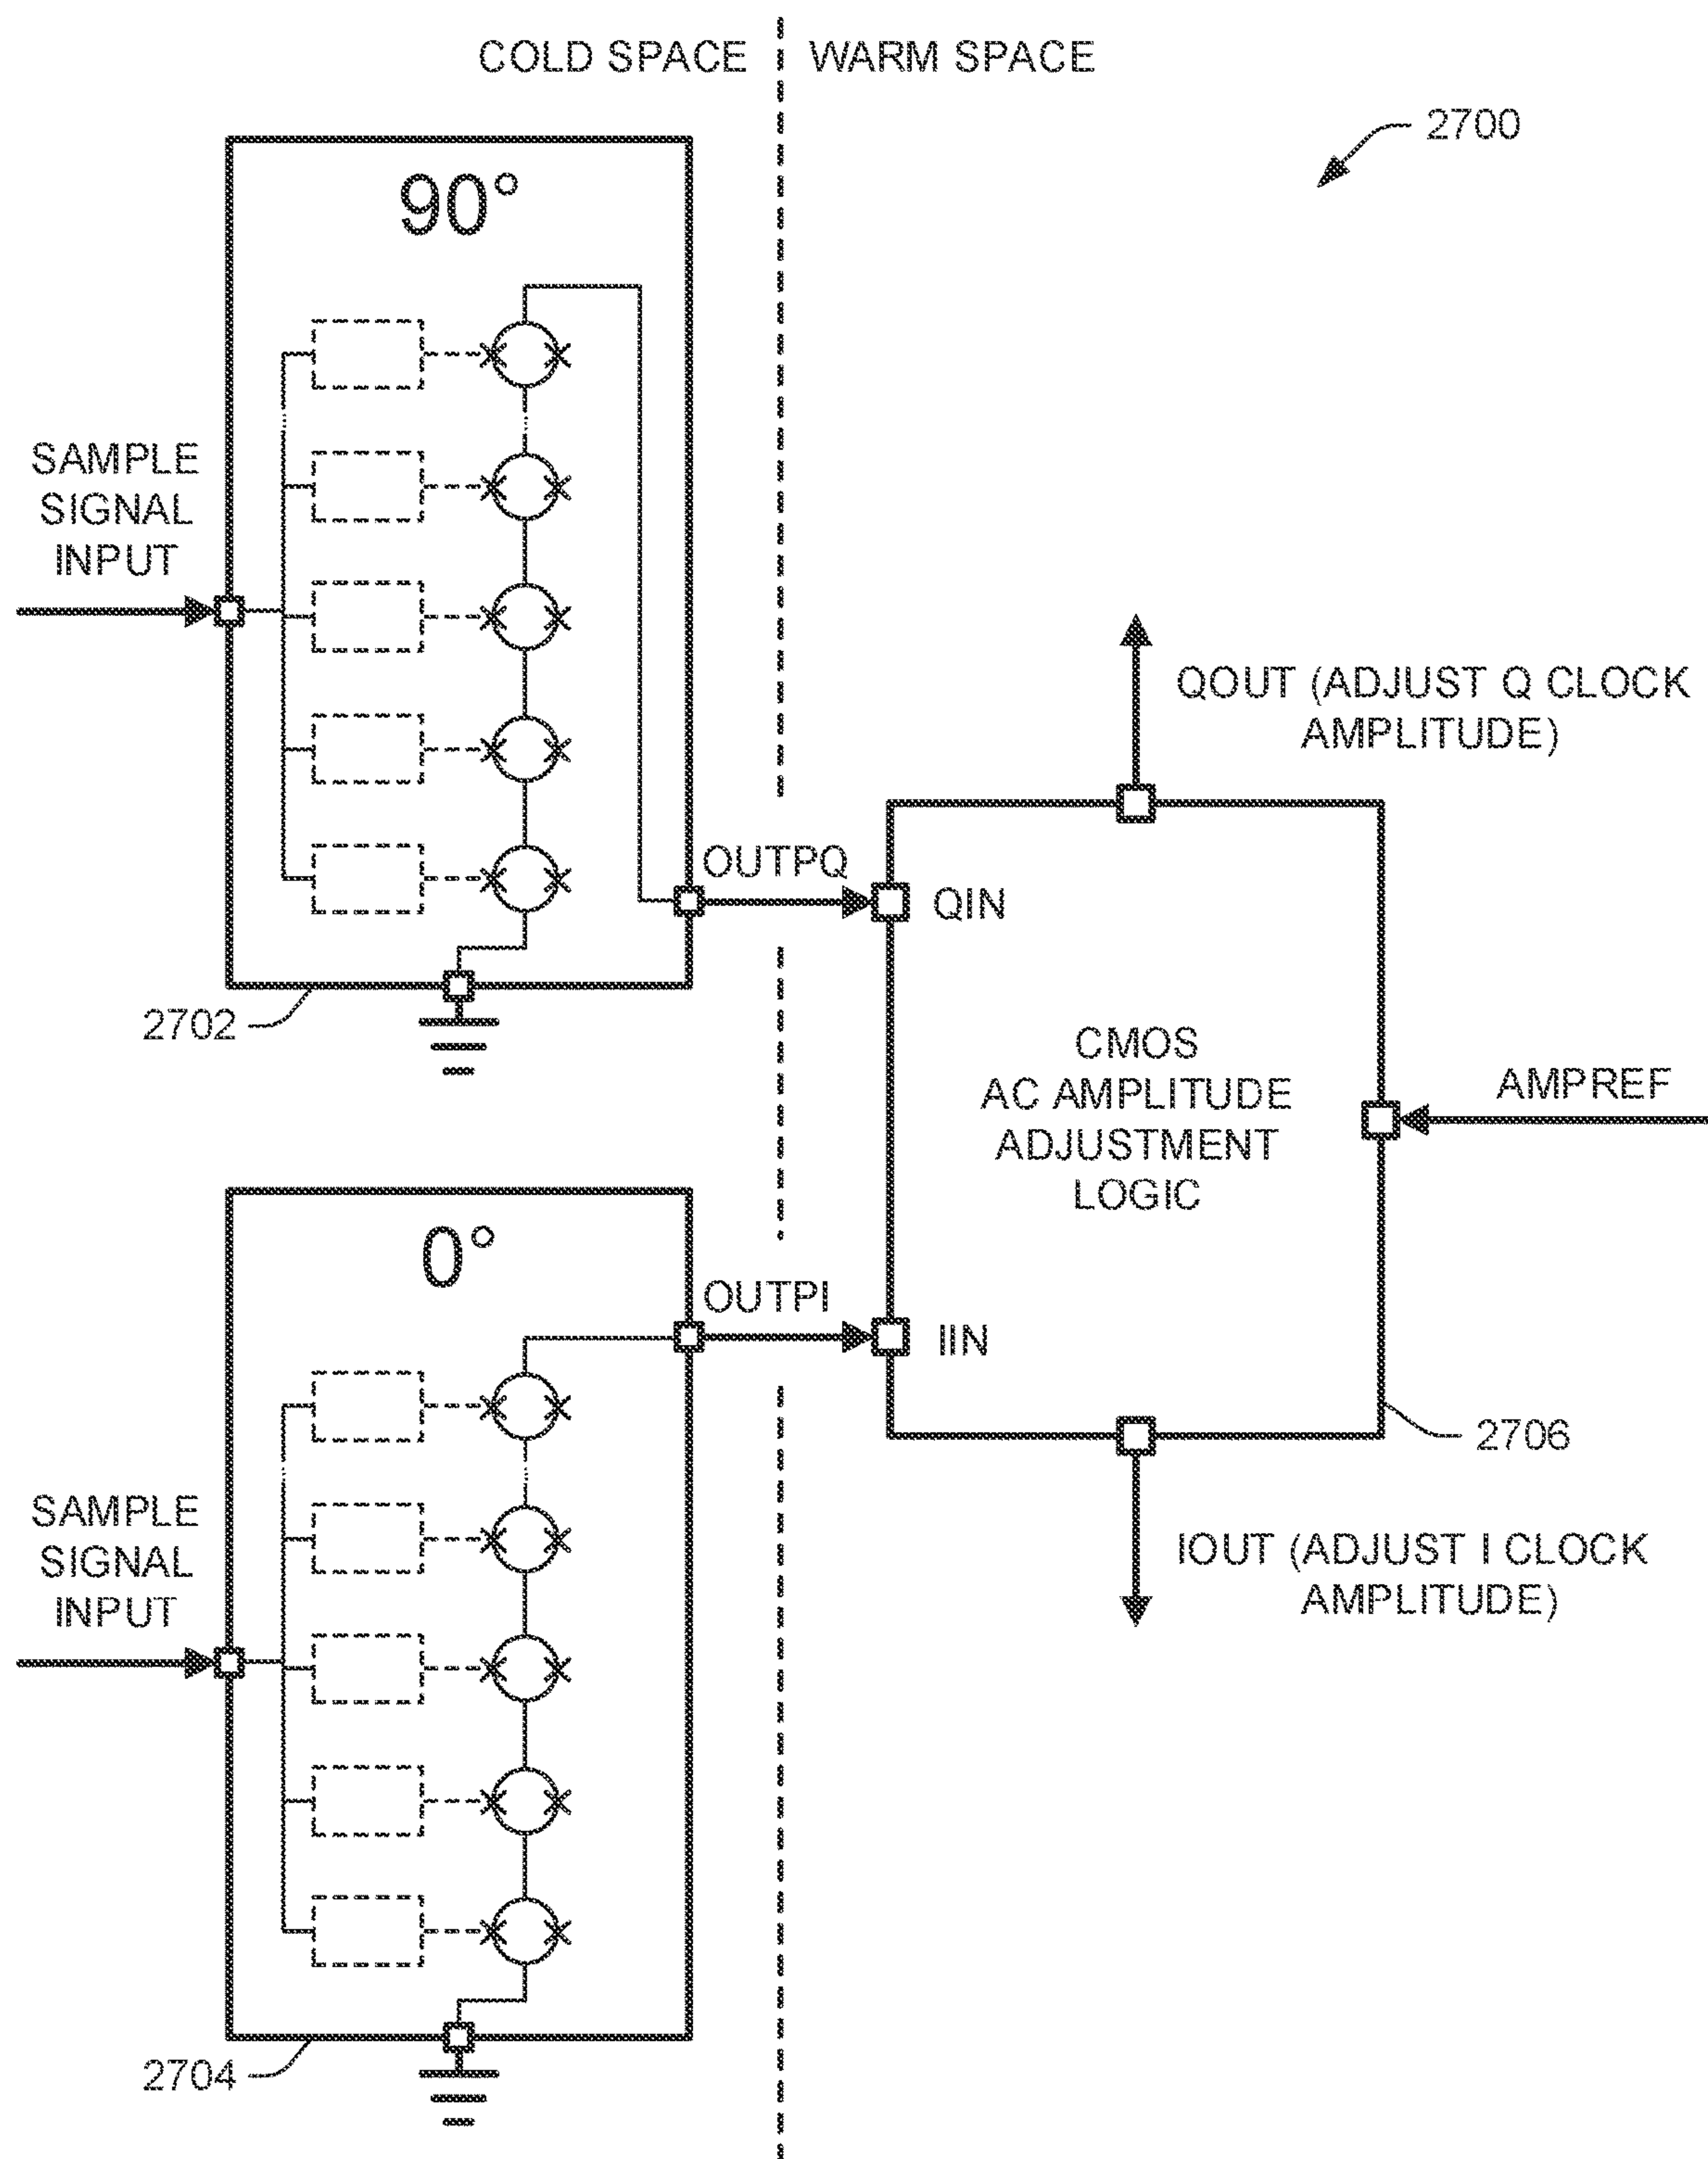 COLD SPACE
WARM SPACE
2700
90°
SAMPLE
SIGNAL
INPUT
QOUT (ADJUST Q CLOCK
AMPLITUDE)
OUTPQ
QIN
2702
CMOS
AC AMPLITUDE
ADJUSTMENT
LOGIC
AMPREF
0°
OUTPI
IIN
2706
SAMPLE
SIGNAL
INPUT
IOUT (ADJUST I CLOCK
AMPLITUDE)
2704